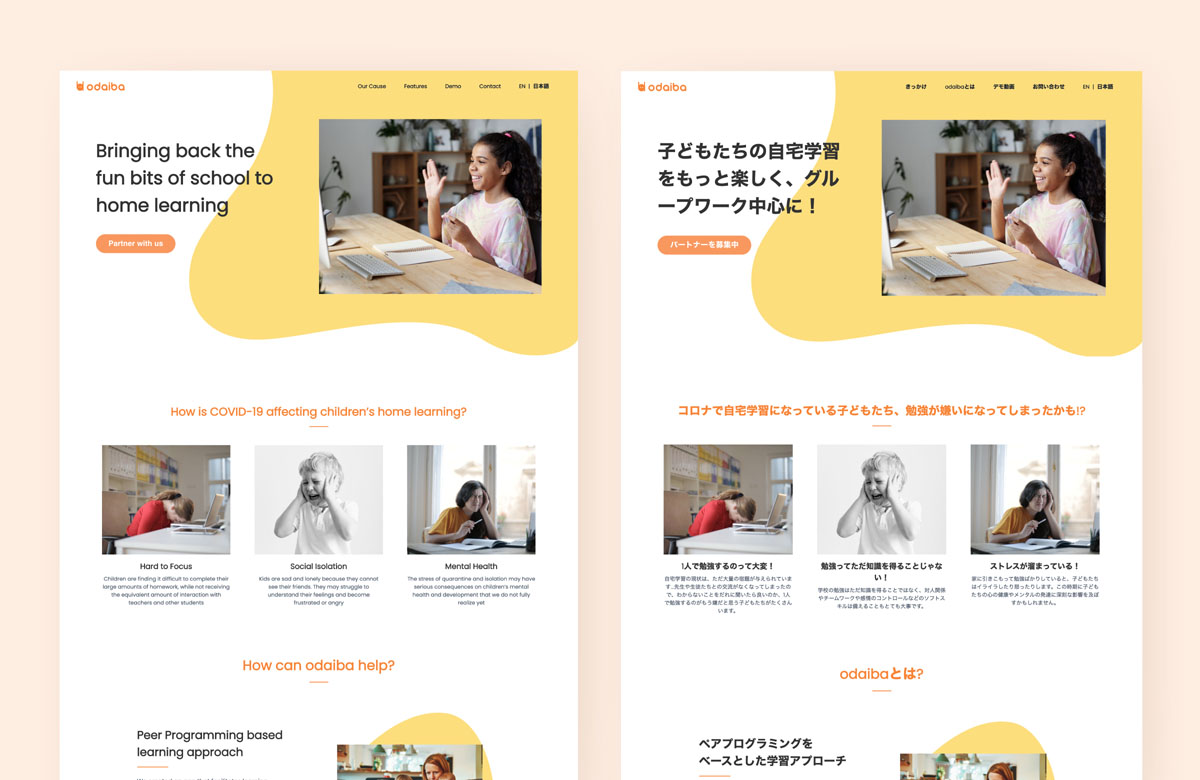 odaiba
Our Cause Features Demo Contact EN | 日本語
Bringing back the
fun bits of school to
home learning
Partner with us
How is COVID-19 affecting children's home learning?
Hard to Focus
Children are finding it difficult to complete their
large amounts of homework, while not receiving
the equivalent amount of interaction with
teachers and other students
Social Isolation
Kids are sad and lonely because they cannot
see their friends. They may struggle to
understand their feelings and become
frustrated or angry
Mental Health
The stress of quarantine and isolation may have
serious consequences on children's mental
health and development that we do not fully
realize yet
How can odaiba help?
Peer Programming based
learning approach
odaiba
きっかけ odaibaとは デモ動画 お問い合わせ EN | 日本語
子どもたちの自宅学習
をもっと楽しく、グル
ープワーク中心に！
パートナーを募集中
コロナで自宅学習になっている子どもたち、勉強が嫌いになってしまったかも!?
1人で勉強するのって大変！
自宅学習の現状は、ただ大量の宿題が与えられていま
す…先生や生徒たちとの交流がなくなってしまったの
で、わからないことをだれに聞いたら良いのか、1人
で勉強するのがもう嫌だと思う子どもたちがたくさん
います。
勉強ってただ知識を得ることじゃな
い！
学校の勉強はただ知識を得ることではなく、対人関係
やチームワークや感情のコントロールなどのソフトス
キルは備えることもとても大事です。
ストレスが溜まっている！
家に引きこもって勉強ばかりしていると、子どもたち
はイライラしたり怒ったりします。この時期に子ども
たちの心の健康やメンタルの発達に深刻な影響を及ぼ
すかもしれません。
odaibaとは?
ペアプログラミングを
ベースとした学習アプローチ